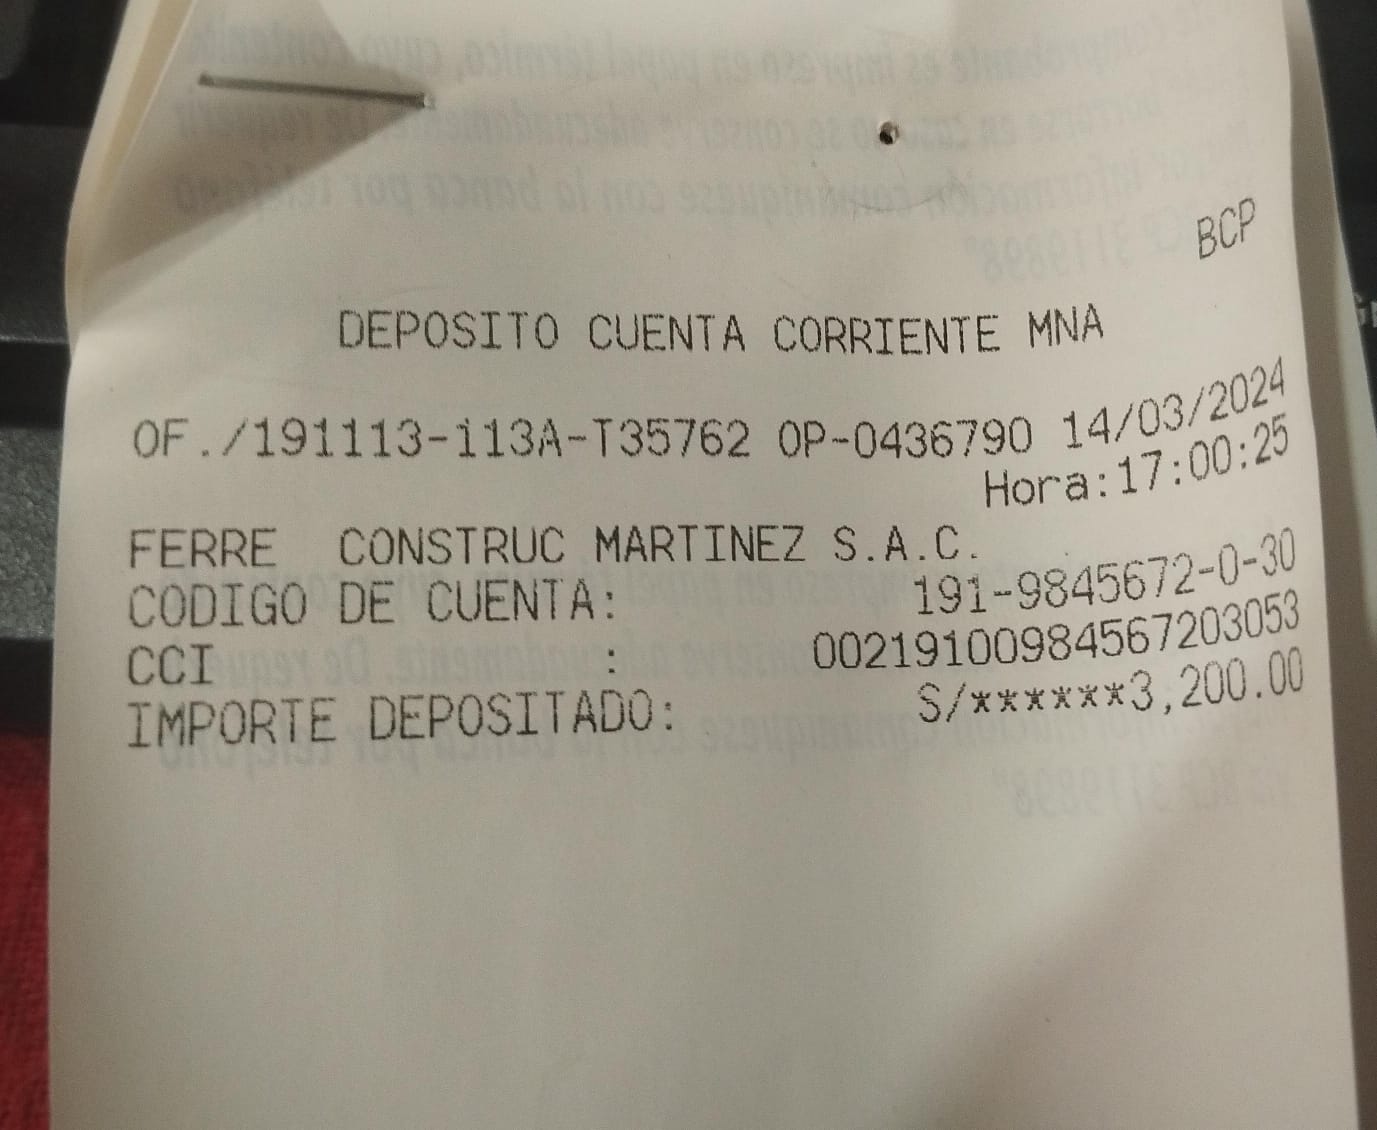 BCP
DEPOSITO CUENTA CORRIENTE MNA
OF./191113-113A-T35762 OP-0436790 14/03/2024
Hora:17:00:25
FERRE CONSTRUC MARTINEZ S.A.C.
CODIGO DE CUENTA: 191-9845672-0-30
CCI : 00219100984567203053
IMPORTE DEPOSITADO: S/******3,200.00